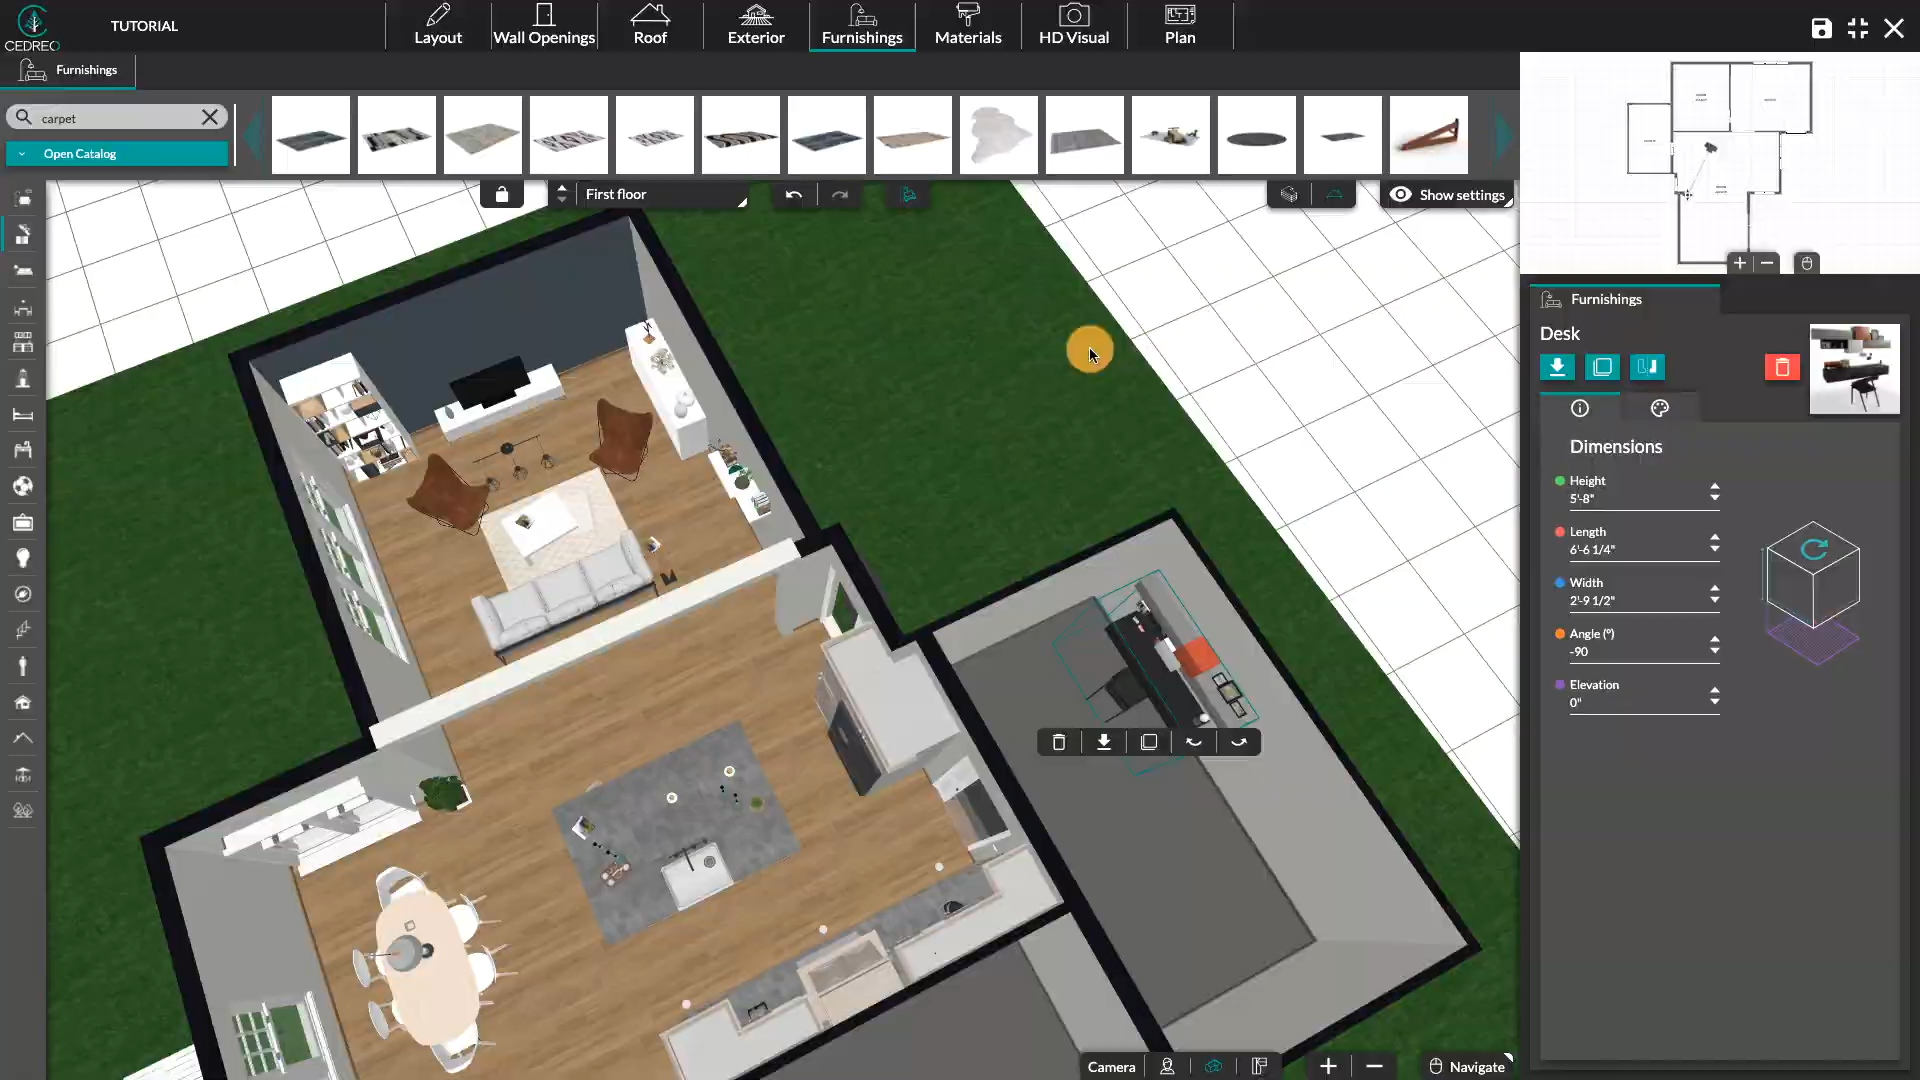 CEDREO
TUTORIAL
Layout
Wall Openings
Roof
Exterior
Furnishings
Materials
HD Visual
Plan
Furnishings
carpet
Open Catalog
First floor
Show settings
Furnishings
Desk
Dimensions
Height
5'-8"
Length
6'-6 1/4"
Width
2'-9 1/2"
Angle (°)
-90
Elevation
0"
Camera
Navigate